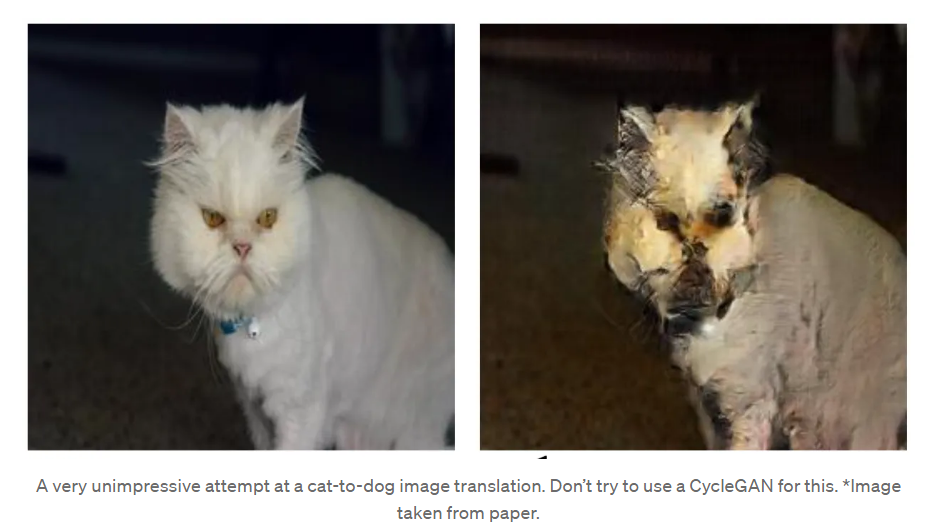 A very unimpressive attempt at a cat-to-dog image translation. Don’t try to use a CycleGAN for this. *Image
taken from paper.